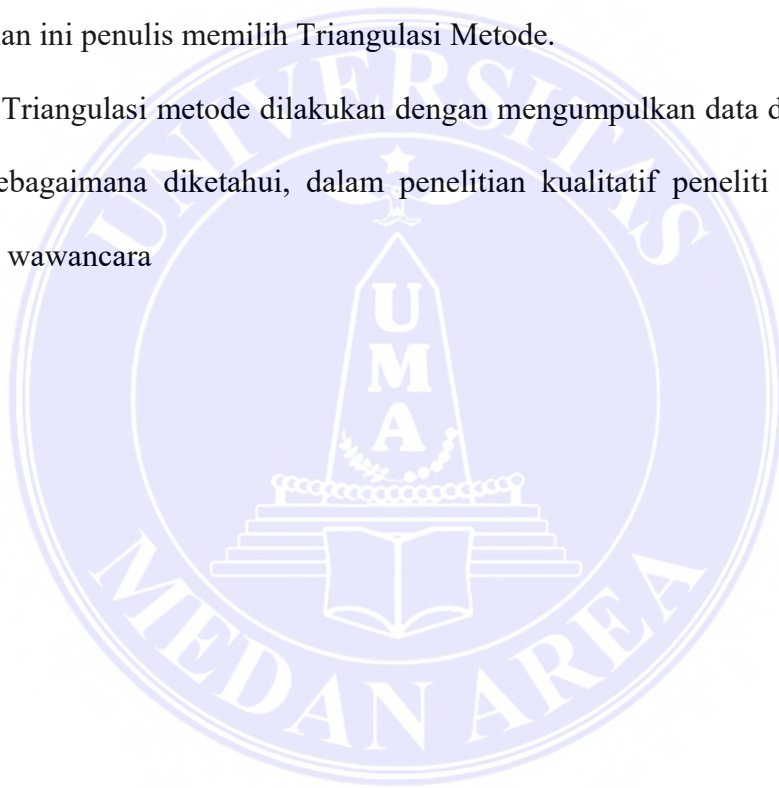 an ini penulis memilih Triangulasi Metode.
Triangulasi metode dilakukan dengan mengumpulkan data d
ebagaimana diketahui, dalam penelitian kualitatif peneliti
wawancara
UNIVERSITAS
UMA
MEDAN AREA